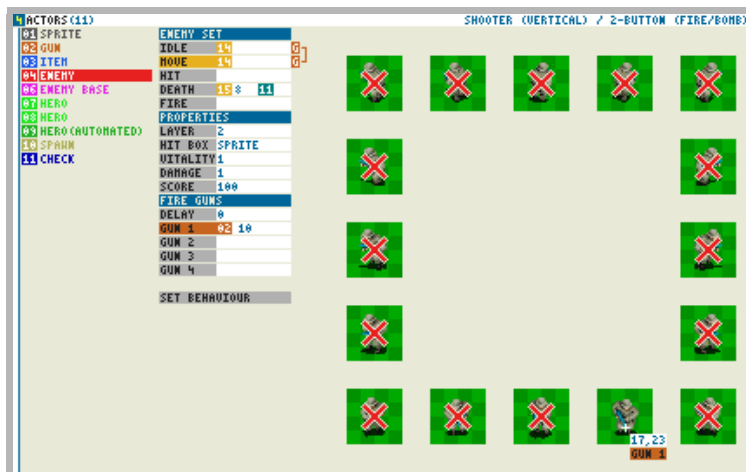 4 ACTORS(11)
SHOOTER (VERTICAL) / 2-BUTTON (FIRE/BOMB)
01 SPRITE
02 GUN
03 ITEM
04 ENEMY
06 ENEMY BASE
07 HERO
08 HERO
09 HERO(AUTOMATED)
10 SPAWN
11 CHECK
ENEMY SET
IDLE 14 G
MOVE 14 G
HIT
DEATH 15 8 11
FIRE
PROPERTIES
LAYER 2
HIT BOX SPRITE
VITALITY 1
DAMAGE 1
SCORE 100
FIRE GUNS
DELAY 0
GUN 1 02 10
GUN 2
GUN 3
GUN 4
SET BEHAVIOUR
17,23
GUN 1